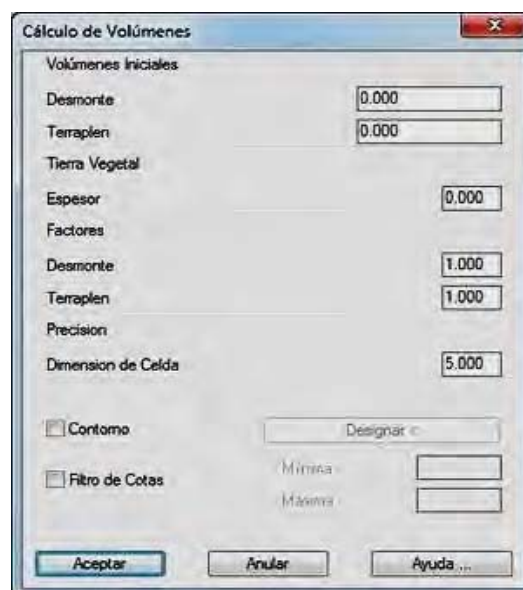 Cálculo de Volúmenes
Volúmenes Iniciales
Desmonte 0.000
Terraplen 0.000
Tierra Vegetal
Espesor 0.000
Factores
Desmonte 1.000
Terraplen 1.000
Precision
Dimension de Celda 5.000
Contorno Designar <
Filtro de Cotas Mínima
Máxima
Aceptar Anular Ayuda ...